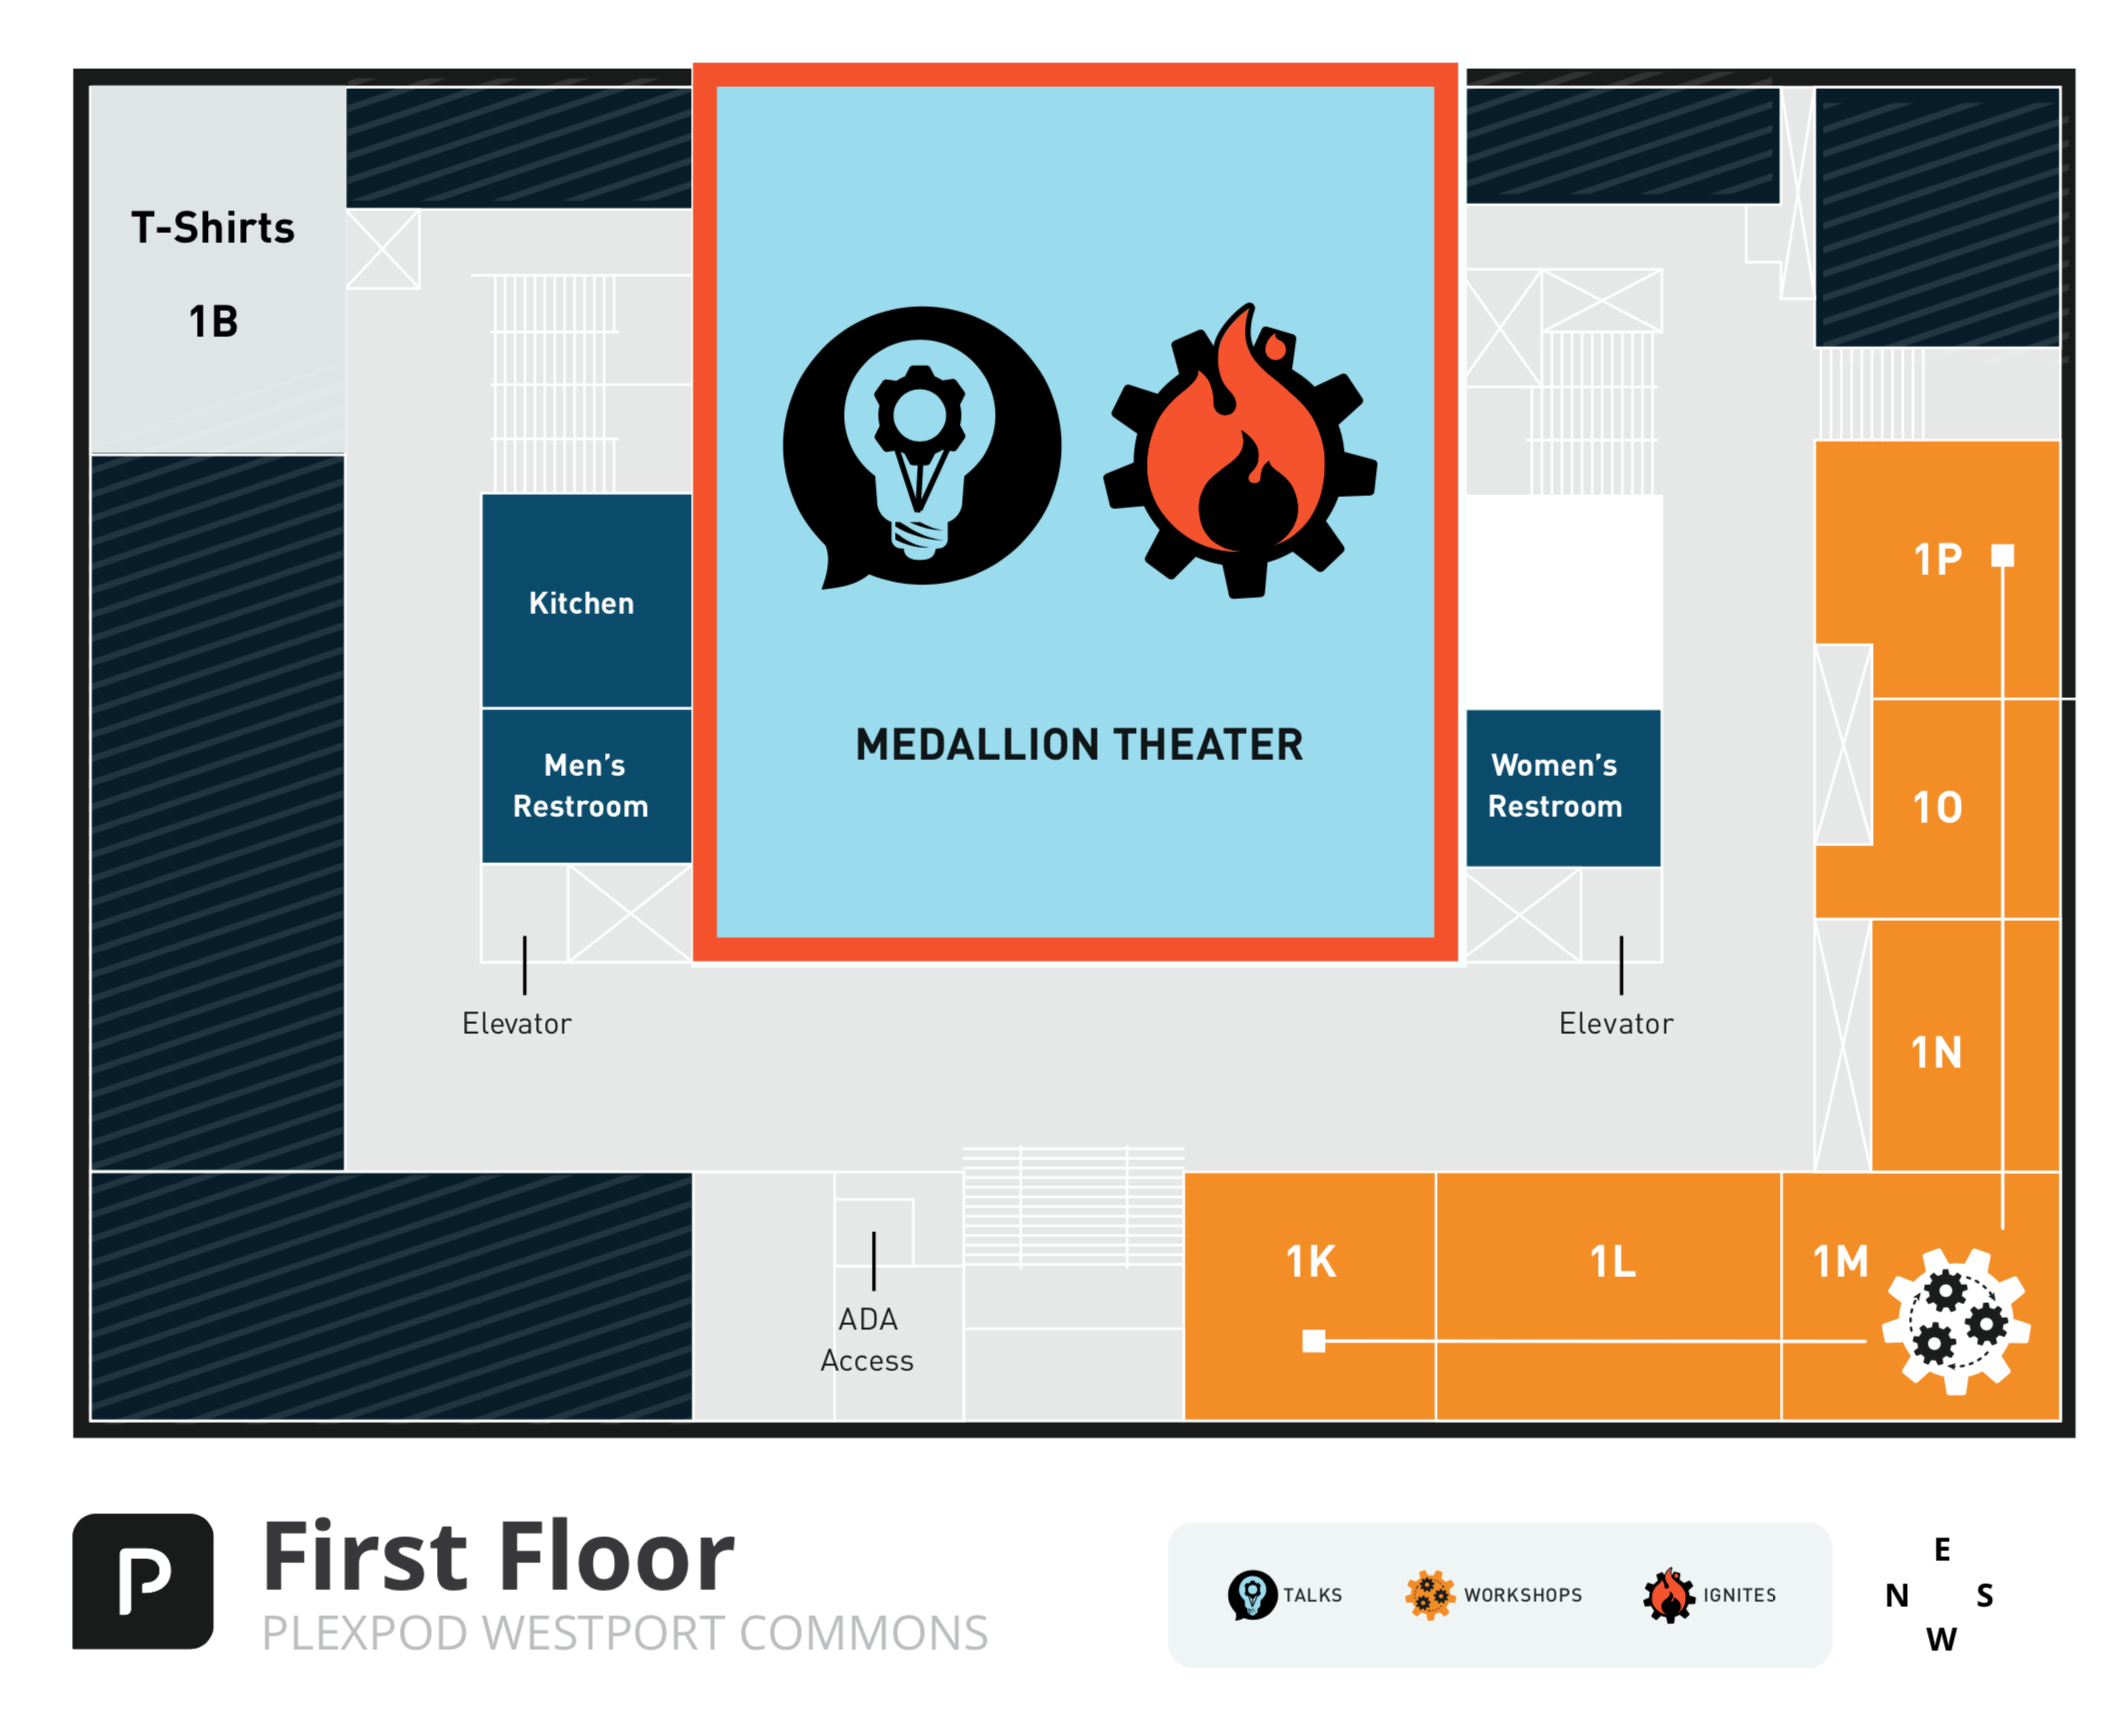 T-Shirts
1B
Kitchen
Men’s
Restroom
MEDALLION THEATER
Women’s
Restroom
1P
1O
1N
Elevator
Elevator
1K
1L
1M
ADA
Access
P
First Floor
PLEXPOD WESTPORT COMMONS
TALKS
WORKSHOPS
IGNITES
E
N S
W